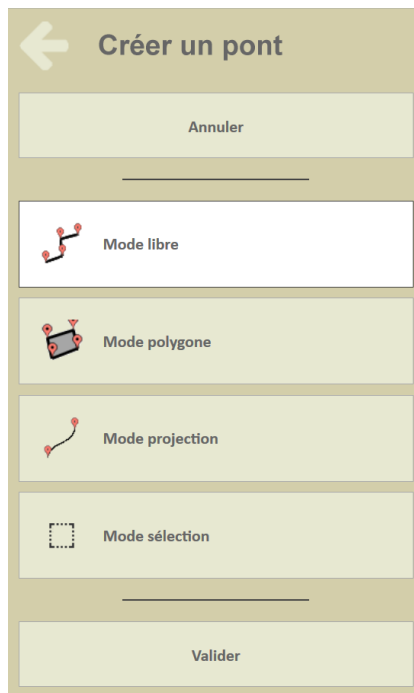 Créer un pont
Annuler
Mode libre
Mode polygone
Mode projection
Mode sélection
Valider